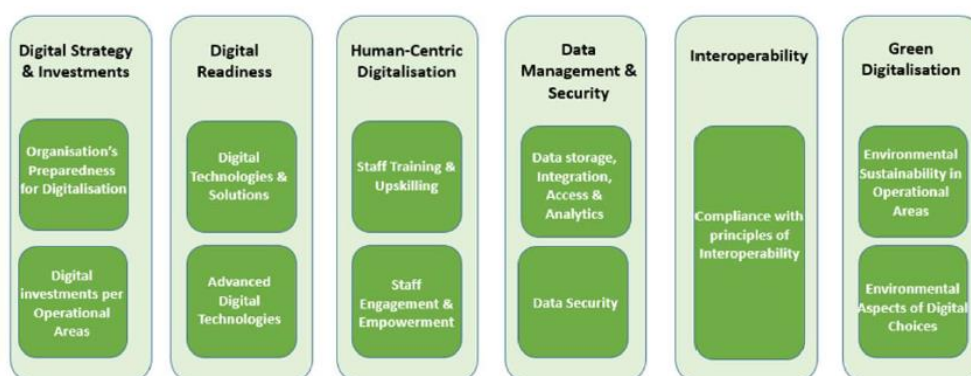 Digital Strategy
& Investments
Organisation's
Preparedness
for Digitalisation
Digital
investments per
Operational
Areas
Digital
Readiness
Digital
Technologies &
Solutions
Advanced
Digital
Technologies
Human-Centric
Digitalisation
Staff Training &
Upskilling
Staff
Engagement &
Empowerment
Data
Management &
Security
Data storage,
Integration,
Access &
Analytics
Data Security
Interoperability
Compliance with
principles of
Interoperability
Green
Digitalisation
Environmental
Sustainability in
Operational
Areas
Environmental
Aspects of Digital
Choices